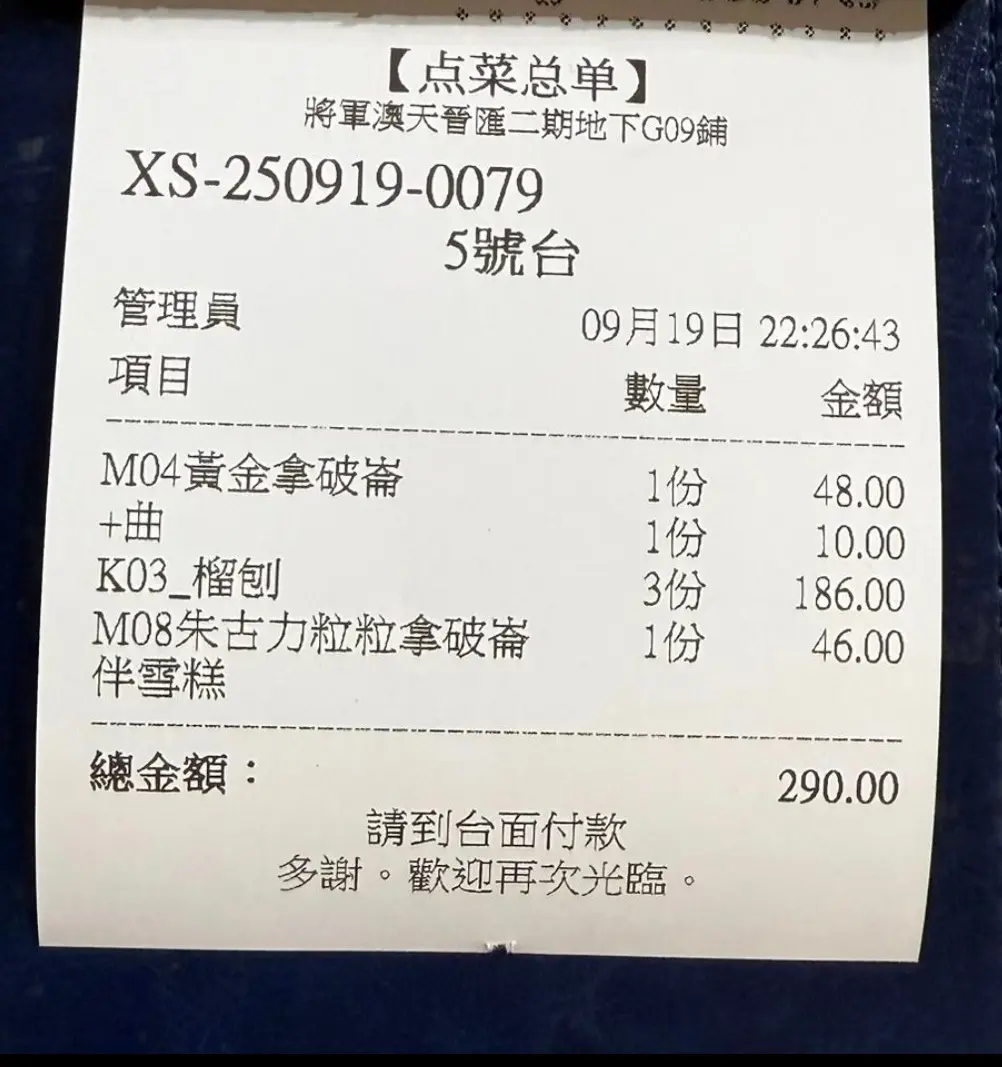 【点菜总单】
將軍澳天晉匯二期地下G09鋪
XS-250919-0079
5號台
管理員 09月19日 22:26:43
項目 數量 金額
M04黃金拿破崙 1份 48.00
+曲 1份 10.00
K03_榴刨 3份 186.00
M08朱古力粒粒拿破崙 1份 46.00
伴雪糕
總金額： 290.00
請到台面付款
多謝。歡迎再次光臨。